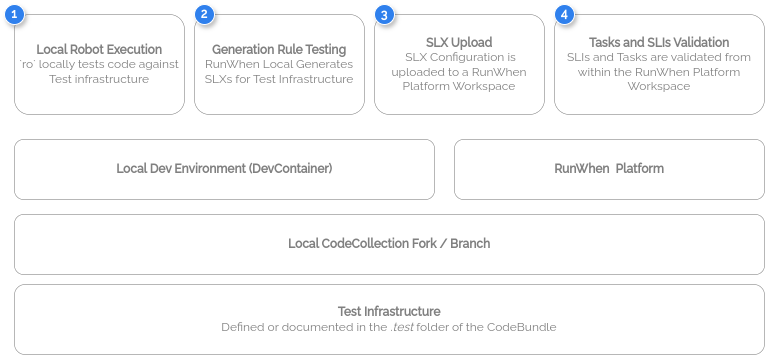 1
Local Robot Execution
`ro` locally tests code against
Test infrastructure
2
Generation Rule Testing
RunWhen Local Generates
SLXs for Test Infrastructure
3
SLX Upload
SLX Configuration is
uploaded to a RunWhen
Platform Workspace
4
Tasks and SLIs Validation
SLIs and Tasks are validated from
within the RunWhen Platform
Workspace
Local Dev Environment (DevContainer)
RunWhen Platform
Local CodeCollection Fork / Branch
Test Infrastructure
Defined or documented in the .test folder of the CodeBundle